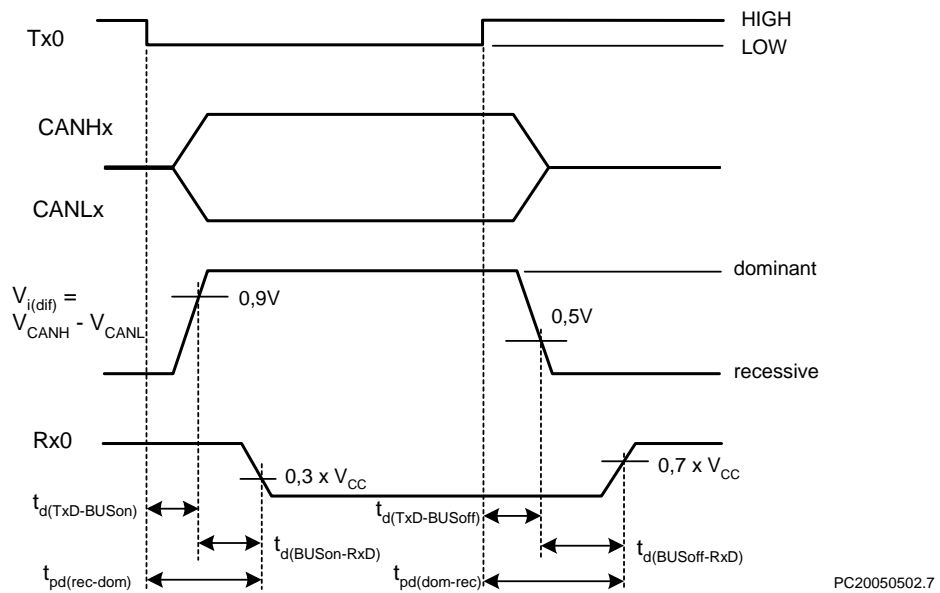 HIGH
Tx0
LOW
CANHx
CANLx
dominant
V_i(dif) =
V_CANH - V_CANL
0,9V
0,5V
recessive
Rx0
0,3 x V_CC
0,7 x V_CC
t_d(TxD-BUSon)
t_d(TxD-BUSoff)
t_d(BUSon-RxD)
t_d(BUSoff-RxD)
t_pd(rec-dom)
t_pd(dom-rec)
PC20050502.7